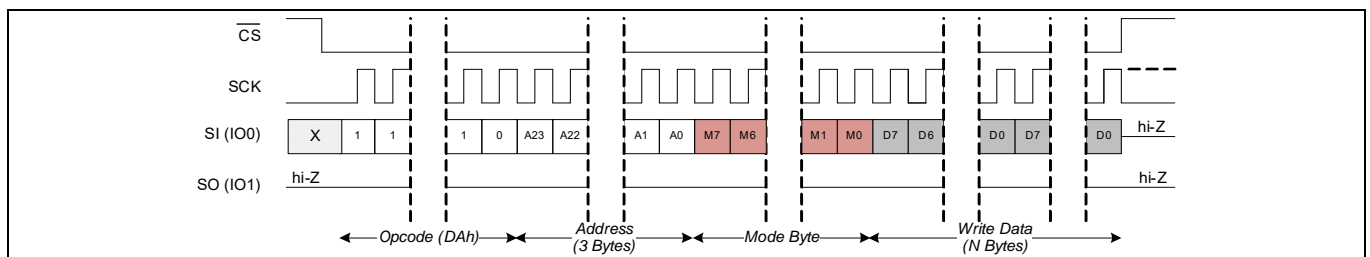 CS
SCK
SI (IO0) X 1 1 1 0 A23 A22 A1 A0 M7 M6 M1 M0 D7 D6 D0 D7 D0 hi-Z
SO (IO1) hi-Z hi-Z
Opcode (DAh) Address (3 Bytes) Mode Byte Write Data (N Bytes)